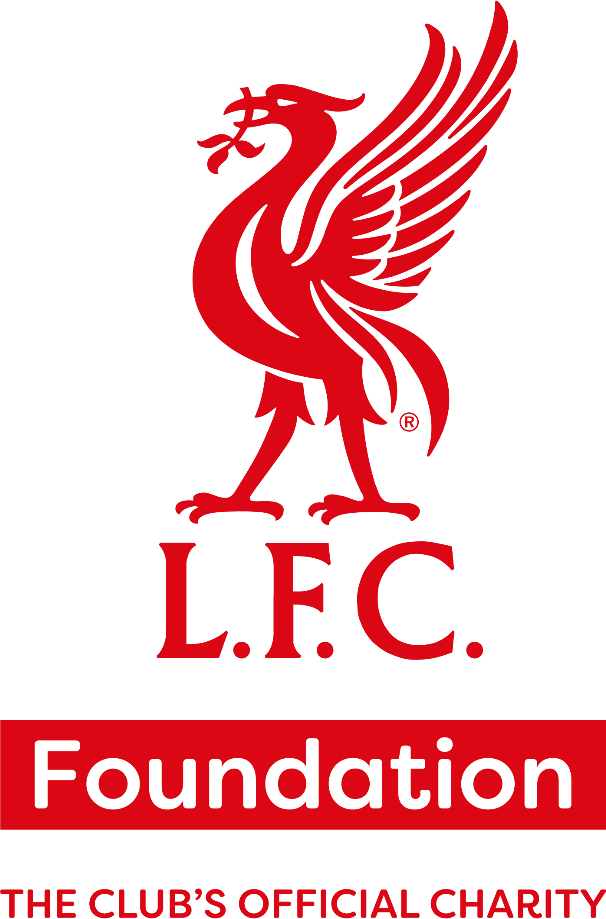 ®
L.F.C.
Foundation
THE CLUB'S OFFICIAL CHARITY